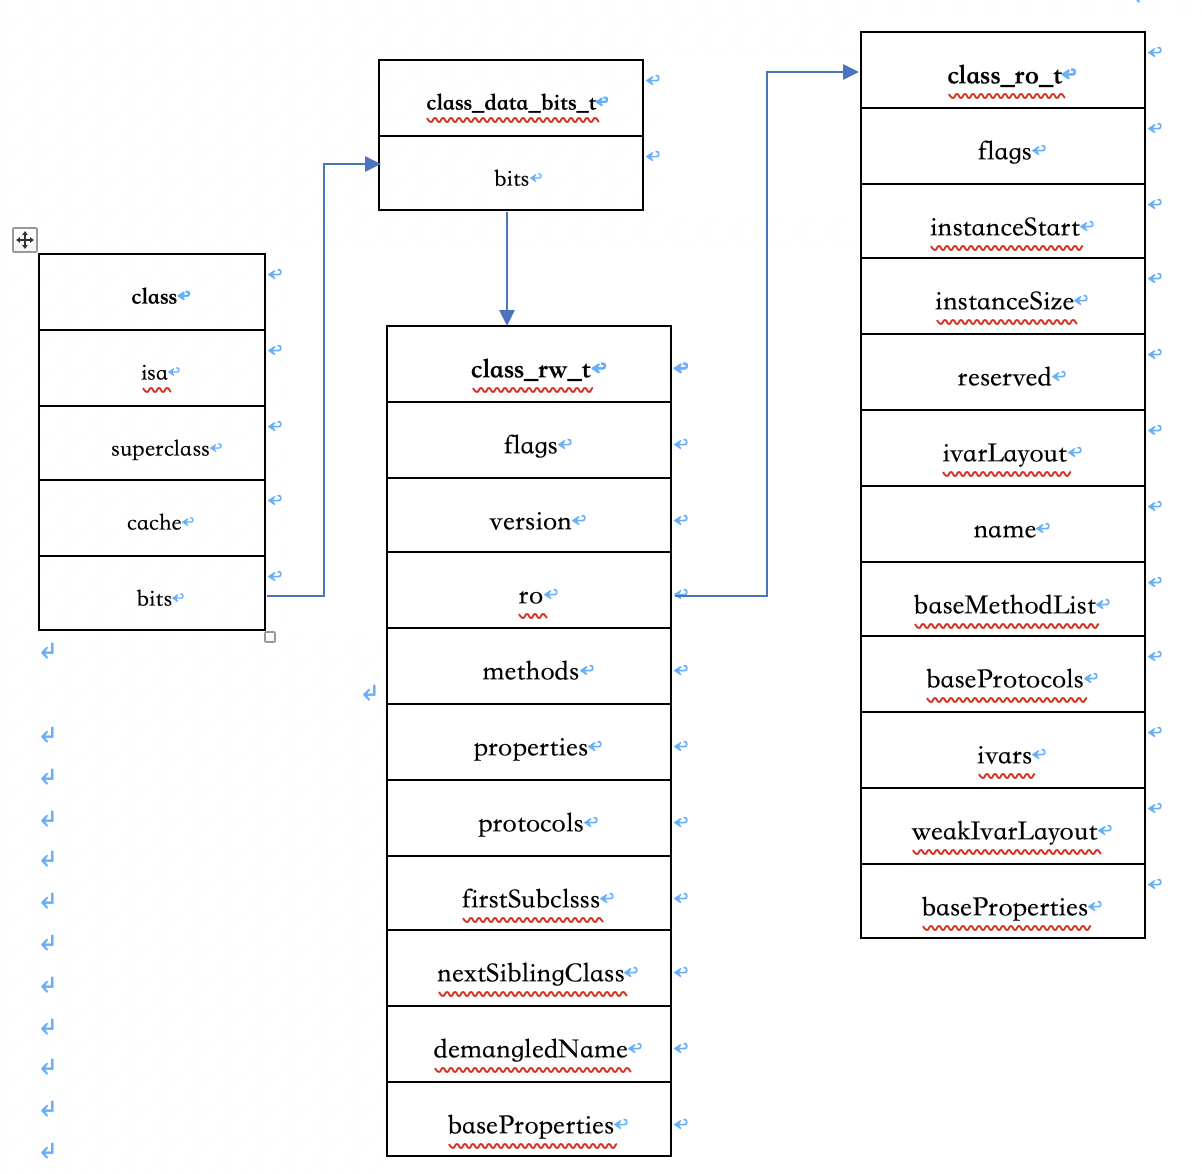 class
isa
superclass
cache
bits
class_data_bits_t
bits
class_rw_t
flags
version
ro
methods
properties
protocols
firstSubclsss
nextSiblingClass
demangledName
baseProperties
class_ro_t
flags
instanceStart
instanceSize
reserved
ivarLayout
name
baseMethodList
baseProtocols
ivars
weakIvarLayout
baseProperties